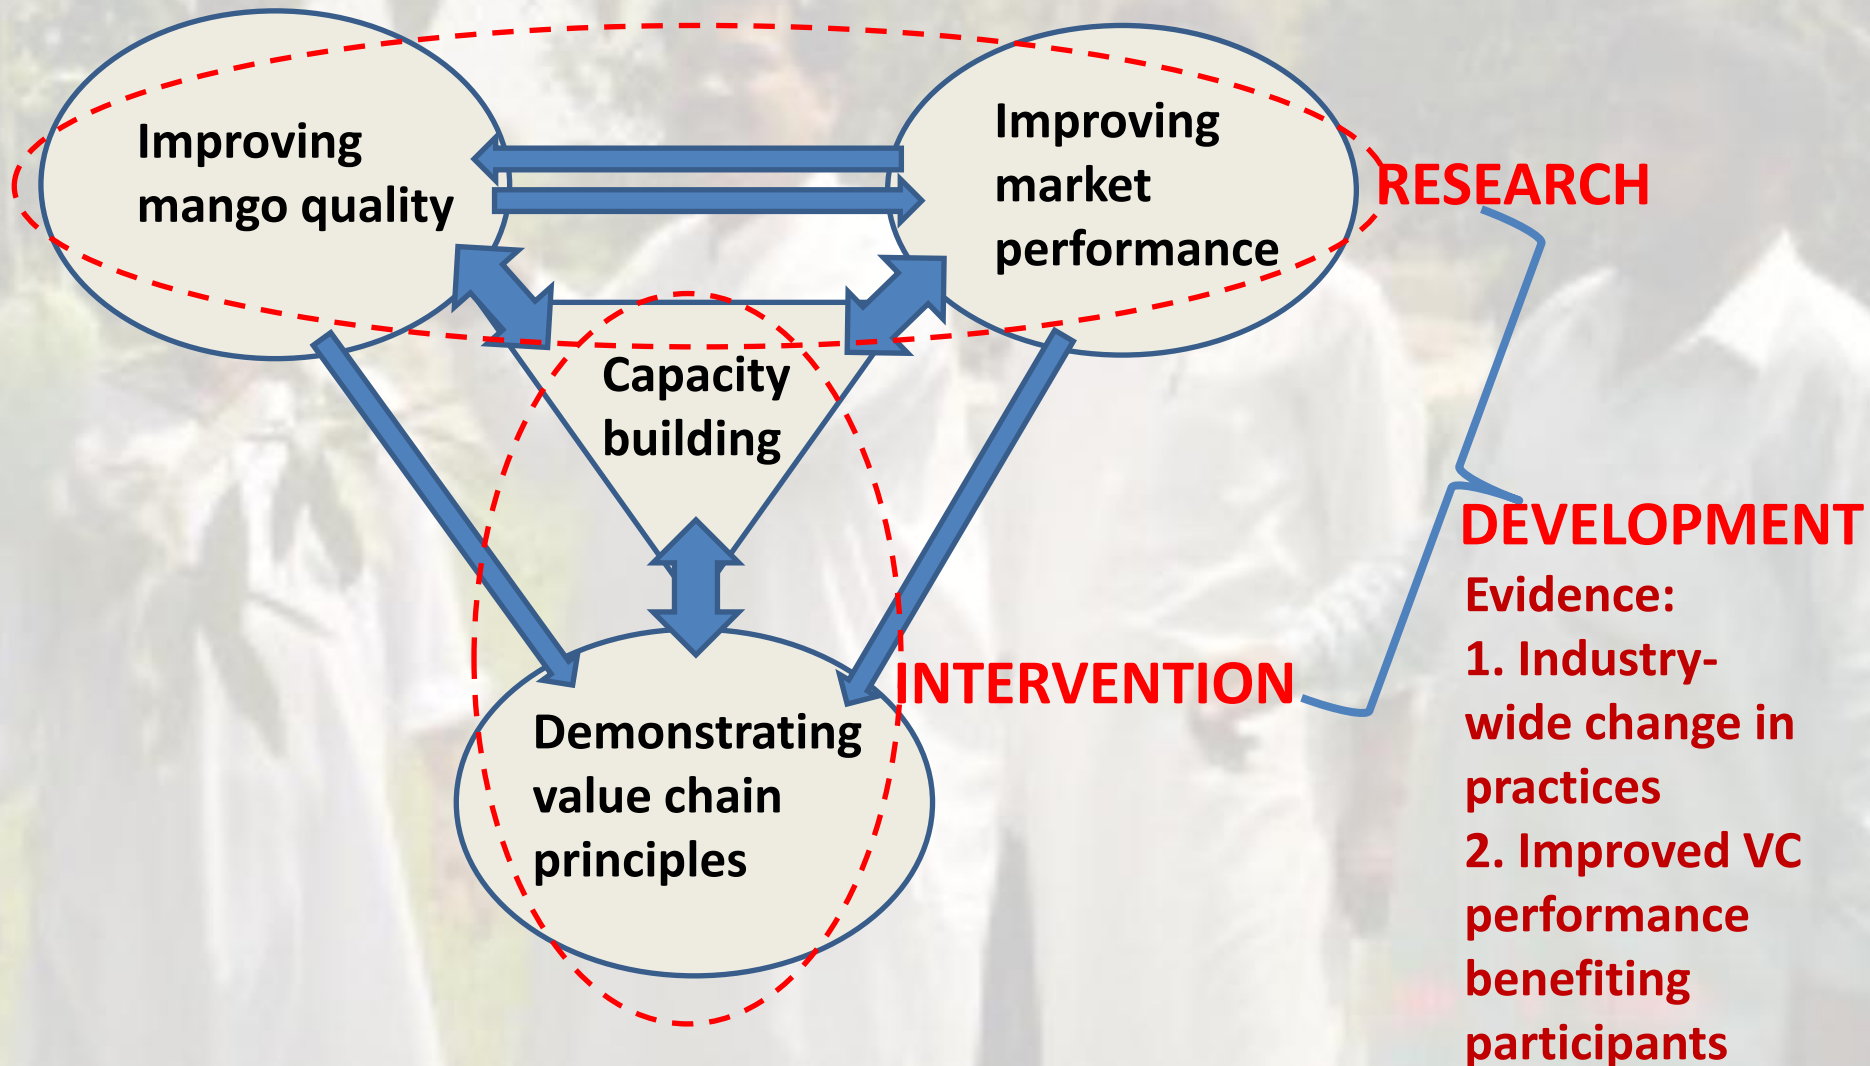 Improving
mango quality
Improving
market
performance
RESEARCH
Capacity
building
DEVELOPMENT
Evidence:
1. Industry-
wide change in
practices
2. Improved VC
performance
benefiting
participants
INTERVENTION
Demonstrating
value chain
principles